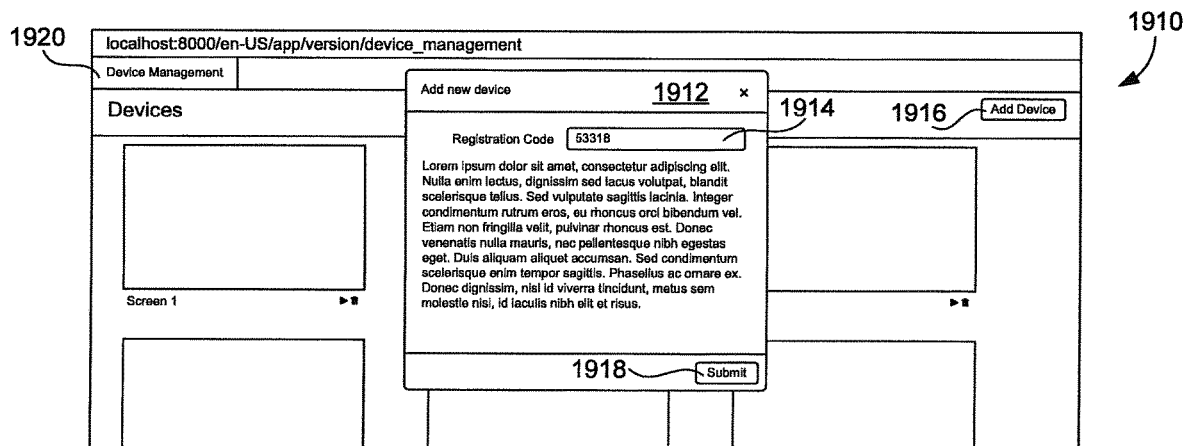 1910
1920
localhost:8000/en-US/app/version/device_management
Device Management
Add new device
1912
×
Devices
1914
1916
Add Device
Registration Code
53318
Lorem ipsum dolor sit amet, consectetur adipiscing elit.
Nulla enim lectus, dignissim sed lacus volutpat, blandit
scelerisque tellus. Sed vulputate sagittis lacinia. Integer
condimentum rutrum eros, eu rhoncus orci bibendum vel.
Etiam non fringilla velit, pulvinar rhoncus est. Donec
venenatis nulla mauris, nec pellentesque nibh egestas
eget. Duis aliquam aliquet accumsan. Sed condimentum
scelerisque enim tempor sagittis. Phasellus ac ornare ex.
Donec dignissim, nisl id viverra tincidunt, metus sem
molestie nisi, id iaculis nibh elit et risus.
Screen 1
1918
Submit